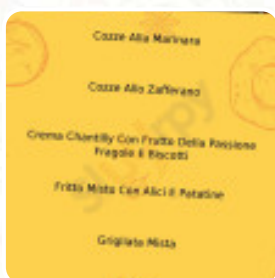 Cozze Alla Marinara
Cozze Allo Zafferano
Crema Chantilly Con Frutto Della Passione
Fragole E Biscotti
Fritto Misto Con Alici E Patatine
Grigliata Mista